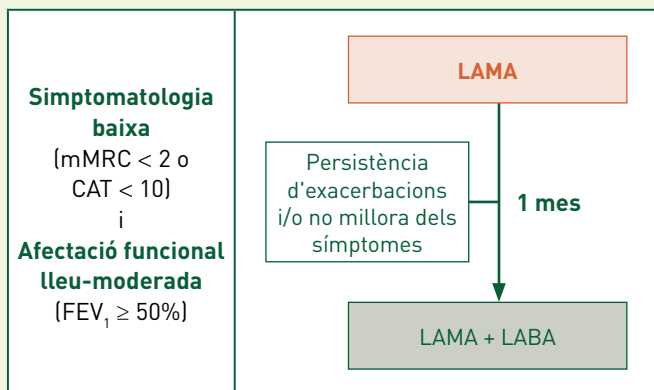 Simptomatologia
baixa
(mMRC < 2 o
CAT < 10)
i
Afectació funcional
lleu-moderada
(FEV₁ ≥ 50%)
LAMA
Persistència
d'exacerbacions
i/o no millora dels
símptomes
1 mes
LAMA + LABA